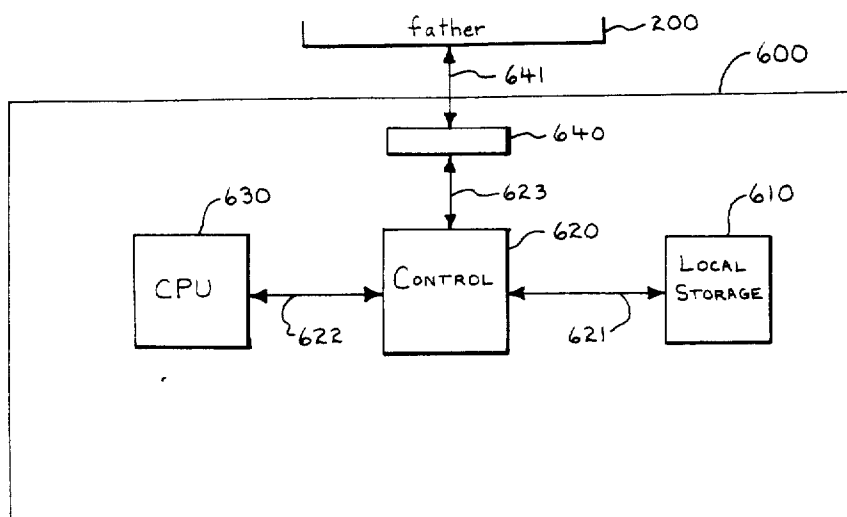 father
200
641
600
640
623
630
620
610
CPU
CONTROL
LOCAL
STORAGE
622
621